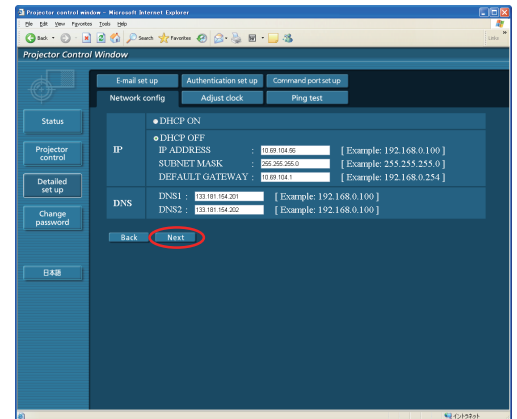 Projector control window - Microsoft Internet Explorer
File Edit View Favorites Tools Help
Back Search Favorites Links
Projector Control Window
E-mail set up Authentication set up Command port set up
Network config Adjust clock Ping test
Status
Projector control
Detailed set up
Change password
日本語
DHCP ON
DHCP OFF
IP
IP ADDRESS : 10.69.104.56 [ Example: 192.168.0.100 ]
SUBNET MASK : 255.255.255.0 [ Example: 255.255.255.0 ]
DEFAULT GATEWAY : 10.69.104.1 [ Example: 192.168.0.254 ]
DNS
DNS1 : 133.181.154.201 [ Example: 192.168.0.100 ]
DNS2 : 133.181.154.202 [ Example: 192.168.0.100 ]
Back Next
イントラネット